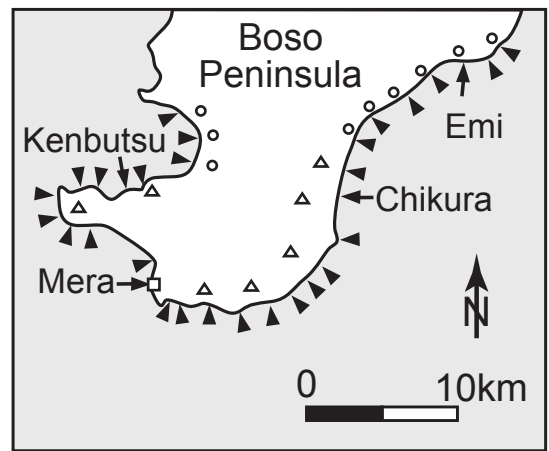 Boso
Peninsula
Kenbutsu
Emi
Chikura
Mera
N
0 10km